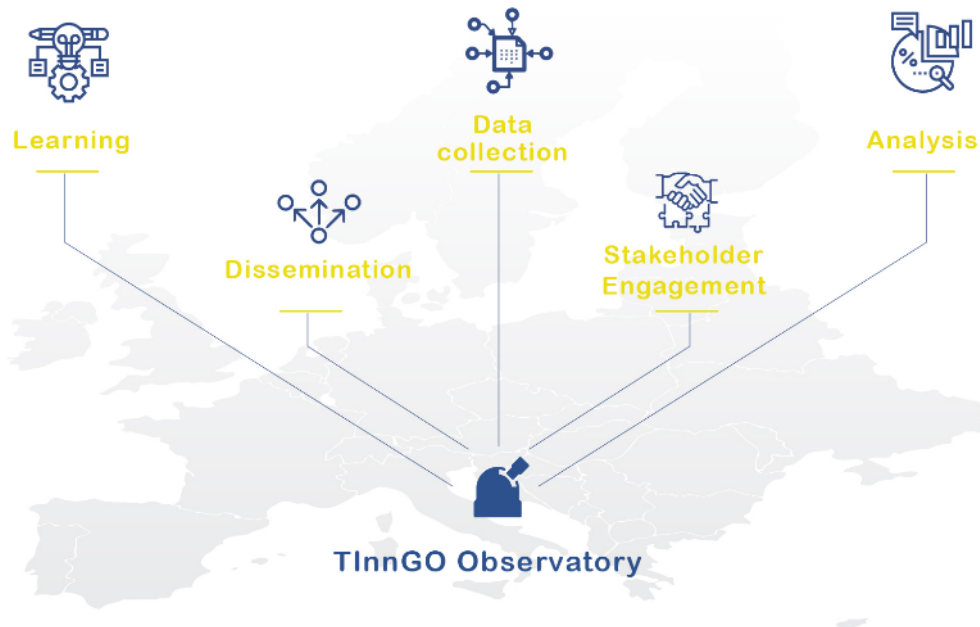 Learning
Data
collection
Analysis
Dissemination
Stakeholder
Engagement
TInnGO Observatory